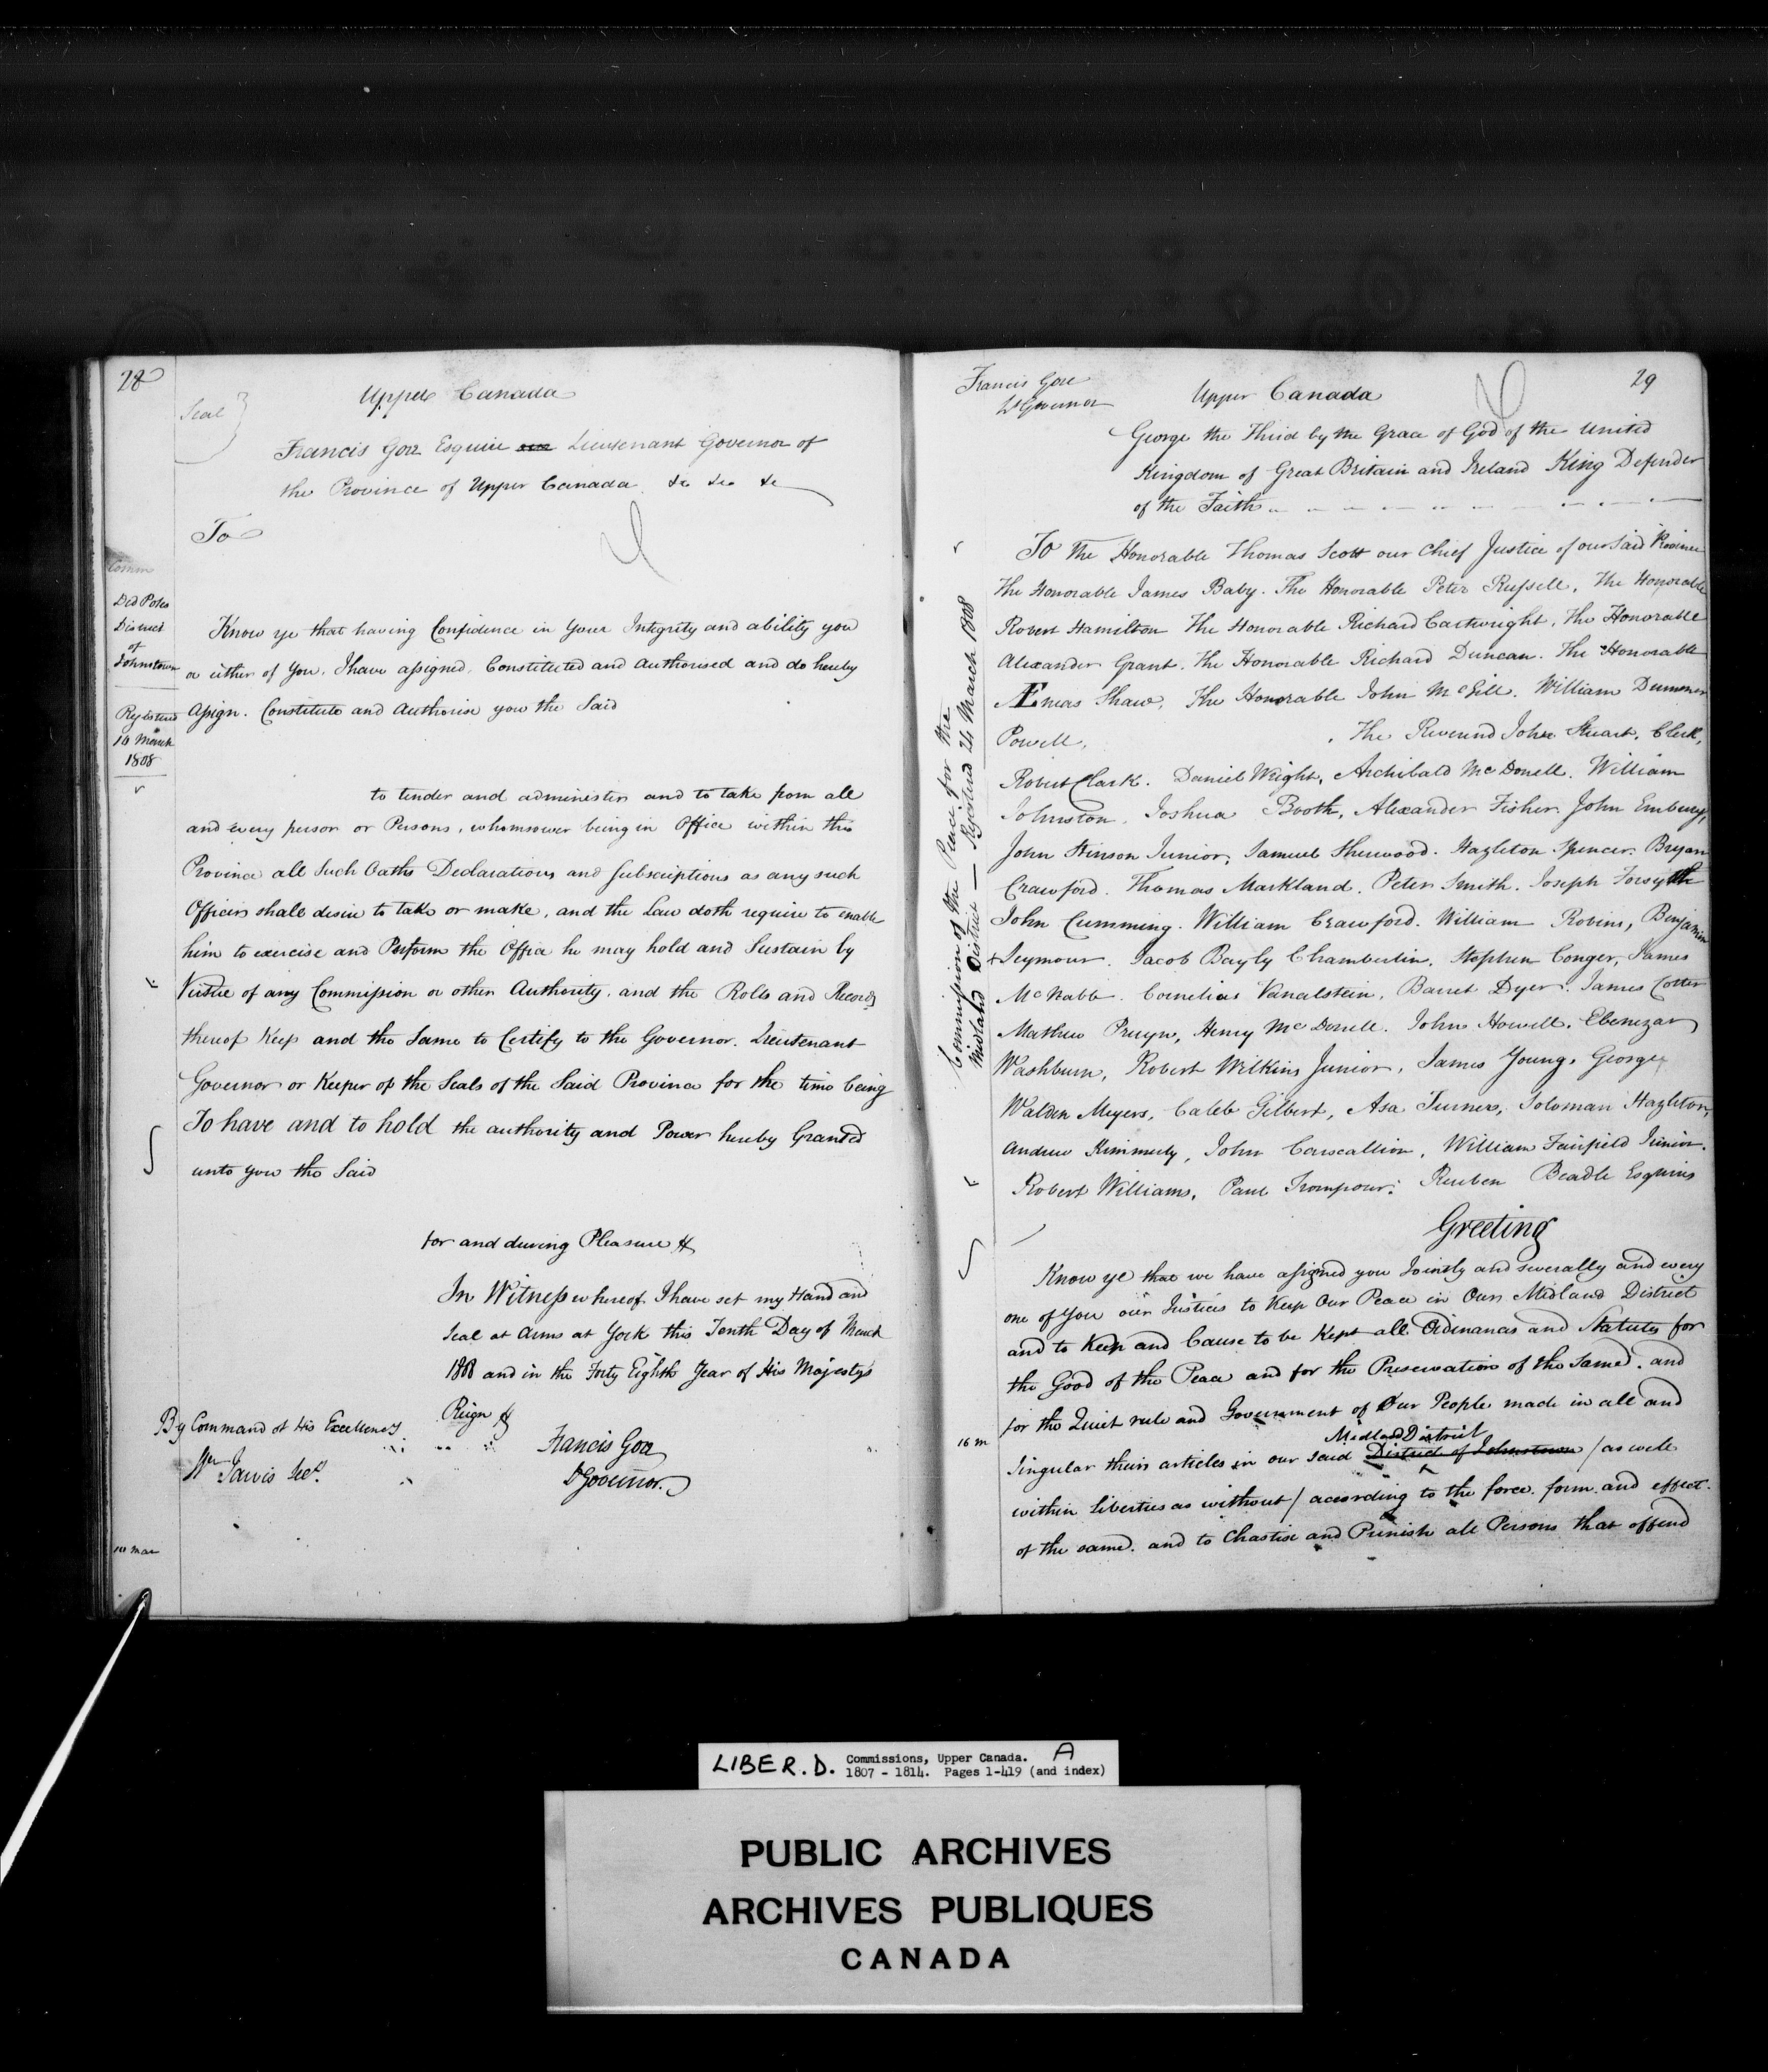 28
Seal
Upper Canada
Francis Gore Esquire Lieutenant Governor of
the Province of Upper Canada &c &c &c
To
Comm
Ded Potes
District
of
Johnstown
Registered
10 March
1808
Know ye that having Confidence in Your Integrity and ability you
or either of You, I have assigned, Constituted and Authorised and do hereby
Assign. Constitute and Authorise you the Said
to tender and administer and to take from all
and every person or Persons, whomsoever being in Office within this
Province all Such Oaths Declarations and Subscriptions as any such
Officers shall desire to take or make, and the Law doth require to enable
him to exercise and Perform the Office he may hold and Sustain by
Virtue of any Commission or other Authority, and the Rolls and Records
thereof Keep and the Same to Certify to the Governor. Lieutenant
Governor or Keeper of the Seals of the Said Province for the time being
To have and to hold the authority and Power hereby Granted
unto you the Said
for and during Pleasure &
In Witness whereof I have set my Hand and
Seal at Arms at York this Tenth Day of March
1808 and in the Forty Eighth Year of His Majesty's
Reign &
By Command of His Excellency
Francis Gore
Wm Jarvis Secy.
Lt Governor.
10 Mar
29
Francis Gore
Lt Governor
Upper Canada
George the Third by the Grace of God of the United
Kingdom of Great Britain and Ireland King Defender
of the Faith
Commission of the Peace for the
Midland District — Registered 24 March 1808
To The Honorable Thomas Scott our Chief Justice of our Said Province
The Honorable James Baby. The Honorable Peter Russell, The Honorable
Robert Hamilton The Honorable Richard Cartwright, The Honorable
Alexander Grant. The Honorable Richard Duncan. The Honorable
Æneas Shaw, The Honorable John McGill. William Dummer
Powell, , The Reverend John Stuart, Clerk,
Robert Clark. Daniel Wright, Archibald McDonell. William
Johnston, Joshua Booth, Alexander Fisher, John Embury,
John Stinson Junior, Samuel Sherwood. Hazleton Spencer. Bryan
Crawford. Thomas Markland. Peter Smith. Joseph Forsyth
John Cumming. William Crawford. William Robins, Benjamin
+ Seymour. Jacob Bayly Chamberlin, Stephen Conger, James
McNabb. Cornelius Vanalstein, Barret Dyer. James Cotter
Mathew Pruyn, Henry McDonell. John Howell. Ebenezar
Washburn, Robert Wilkins Junior, James Young, George
Walden Meyers, Caleb Gilbert, Asa Turner, Soloman Hazleton,
Andrew Kimmerly, John Carscallion, William Fairfield Junior.
Robert Williams, Paul Trompour: Reuben Beadle Esquires
Greeting
Know ye that we have assigned you Jointly and severally and every
one of You our Justices to Keep Our Peace in Our Midland District
and to Keep and Cause to be Kept all Ordinances and Statutes for
the Good of the Peace and for the Preservation of the Same. and
for the Quiet rule and Government of Our People made in all and
Midland District
16 m
Singular their articles in our said District of Johnstown / as well
within liberties as without / according to the force, form, and effect.
of the same. and to Chastise and Punish all Persons that offend
LIBER. D. Commissions, Upper Canada. A
1807 - 1814. Pages 1-419 (and index)
PUBLIC ARCHIVES
ARCHIVES PUBLIQUES
CANADA